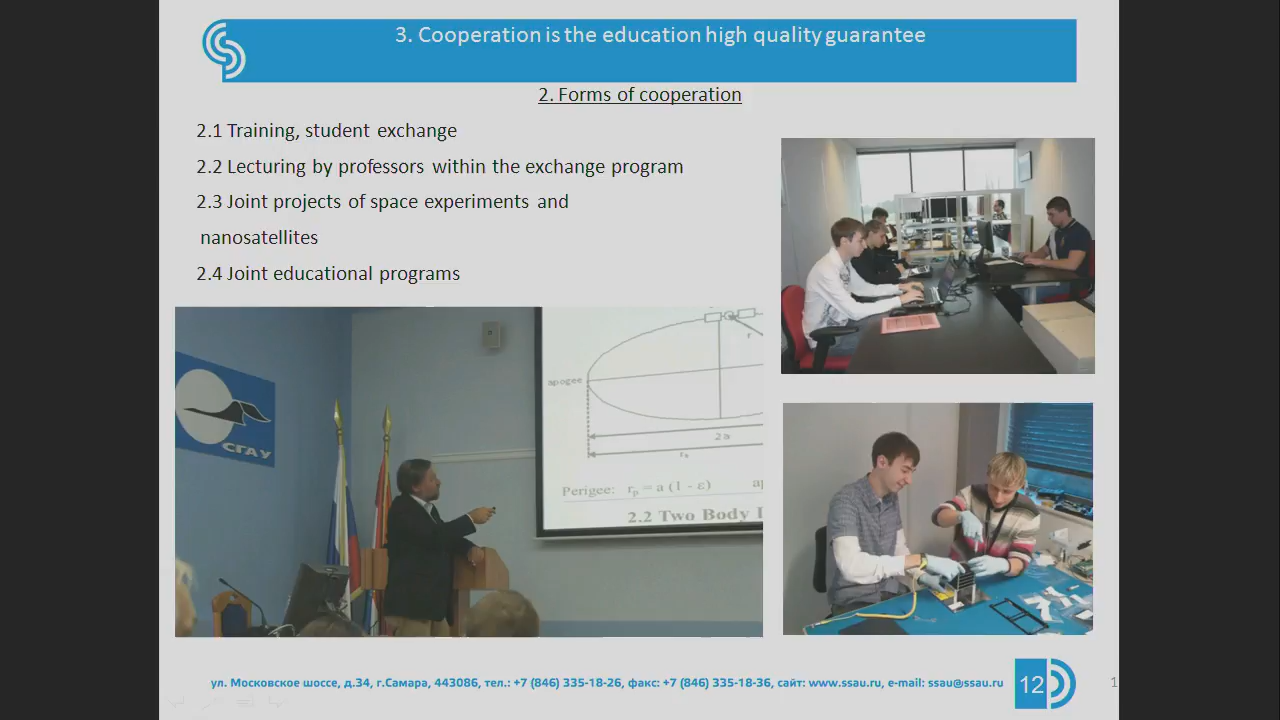 3. Cooperation is the education high quality guarantee
2. Forms of cooperation
2.1 Training, student exchange
2.2 Lecturing by professors within the exchange program
2.3 Joint projects of space experiments and
nanosatellites
2.4 Joint educational programs
СГАУ
apogee
r
2a
Perigee: rp = a (1 - ε)
2.2 Two Body
ул. Московское шоссе, д.34, г.Самара, 443086, тел.: +7 (846) 335-18-26, факс: +7 (846) 335-18-36, сайт: www.ssau.ru, e-mail: ssau@ssau.ru
12
1